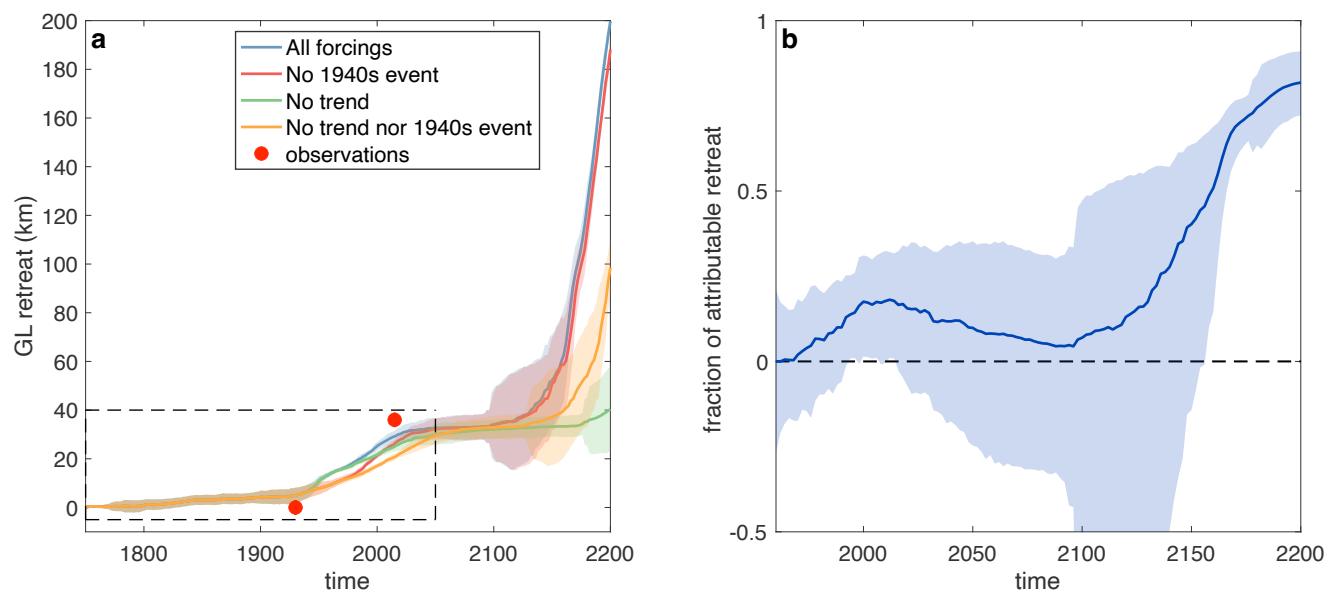 a
All forcings
No 1940s event
No trend
No trend nor 1940s event
observations
GL retreat (km)
200
180
160
140
120
100
80
60
40
20
0
1800 1900 2000 2100 2200
time
b
fraction of attributable retreat
1
0.5
0
-0.5
2000 2050 2100 2150 2200
time